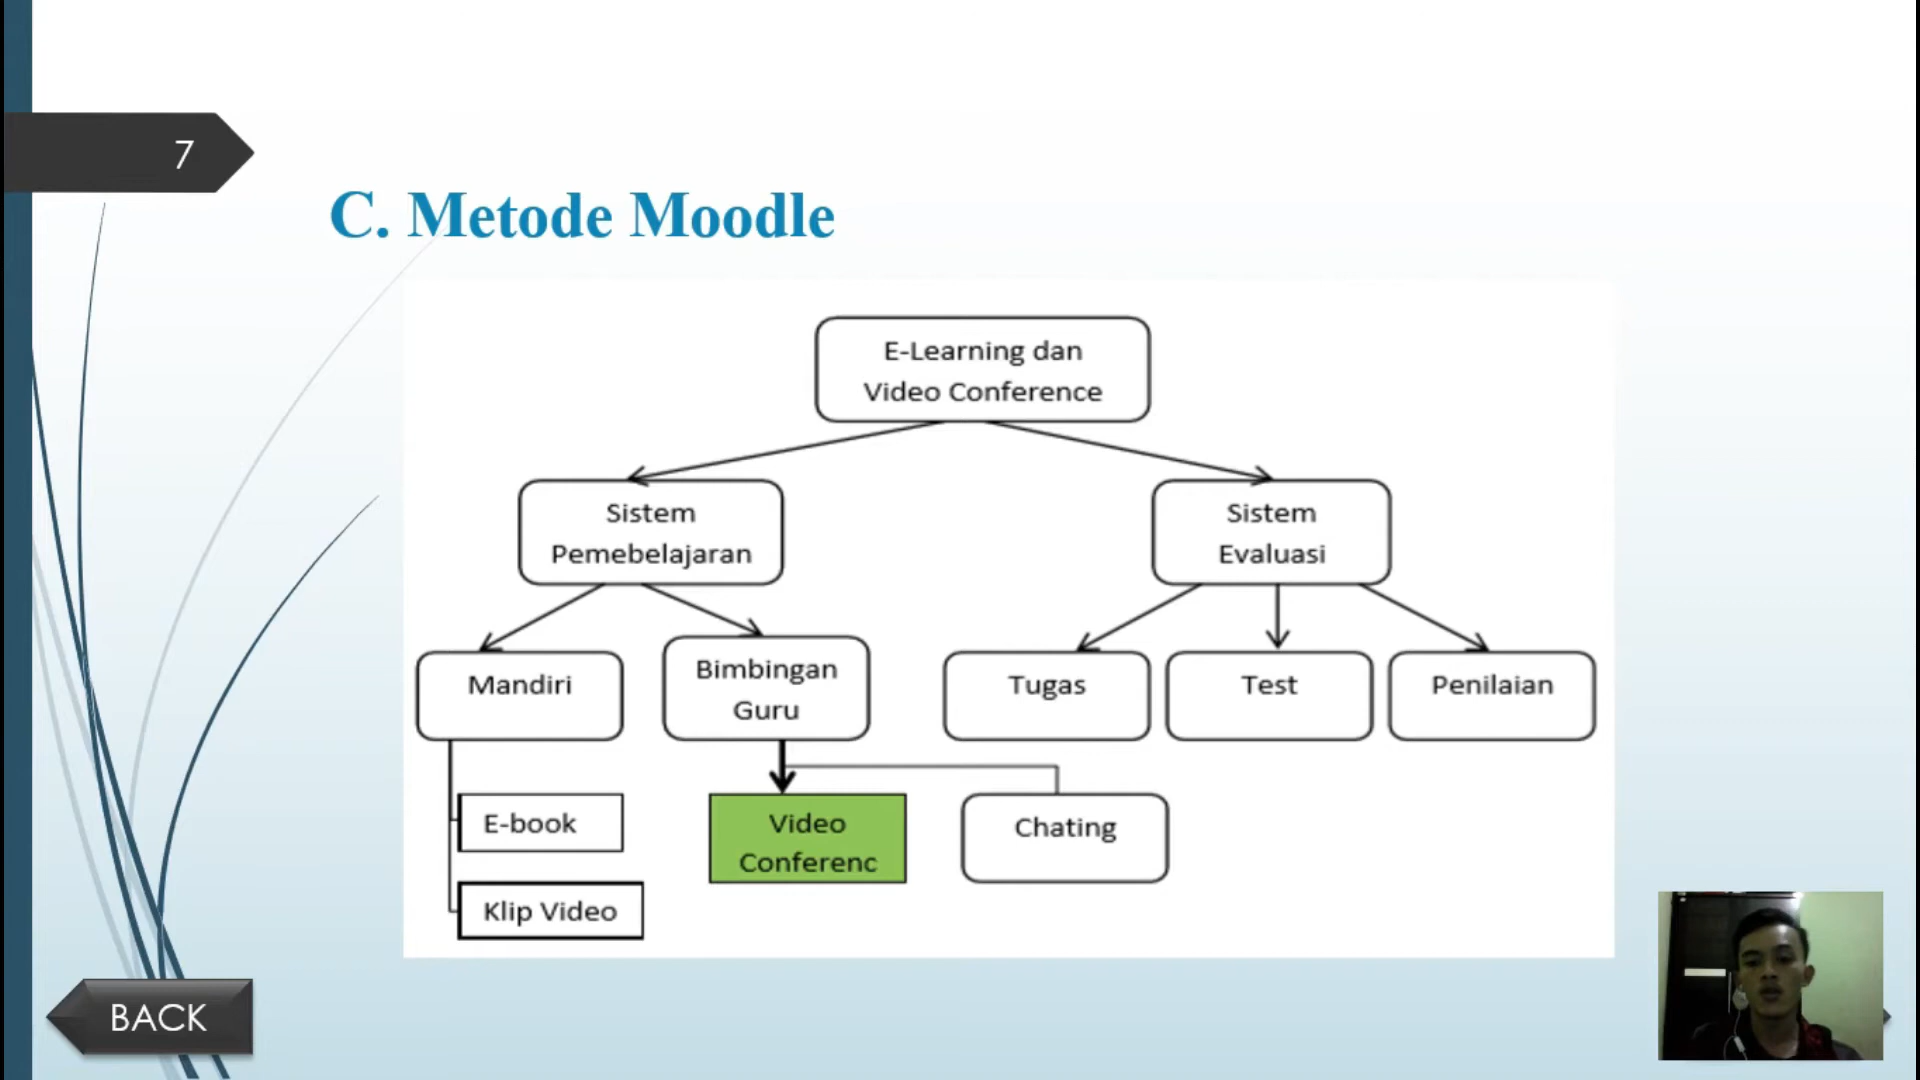 7
C. Metode Moodle
E-Learning dan
Video Conference
Sistem
Pemebelajaran
Sistem
Evaluasi
Mandiri
Bimbingan
Guru
Tugas
Test
Penilaian
E-book
Video
Conferenc
Chating
Klip Video
BACK